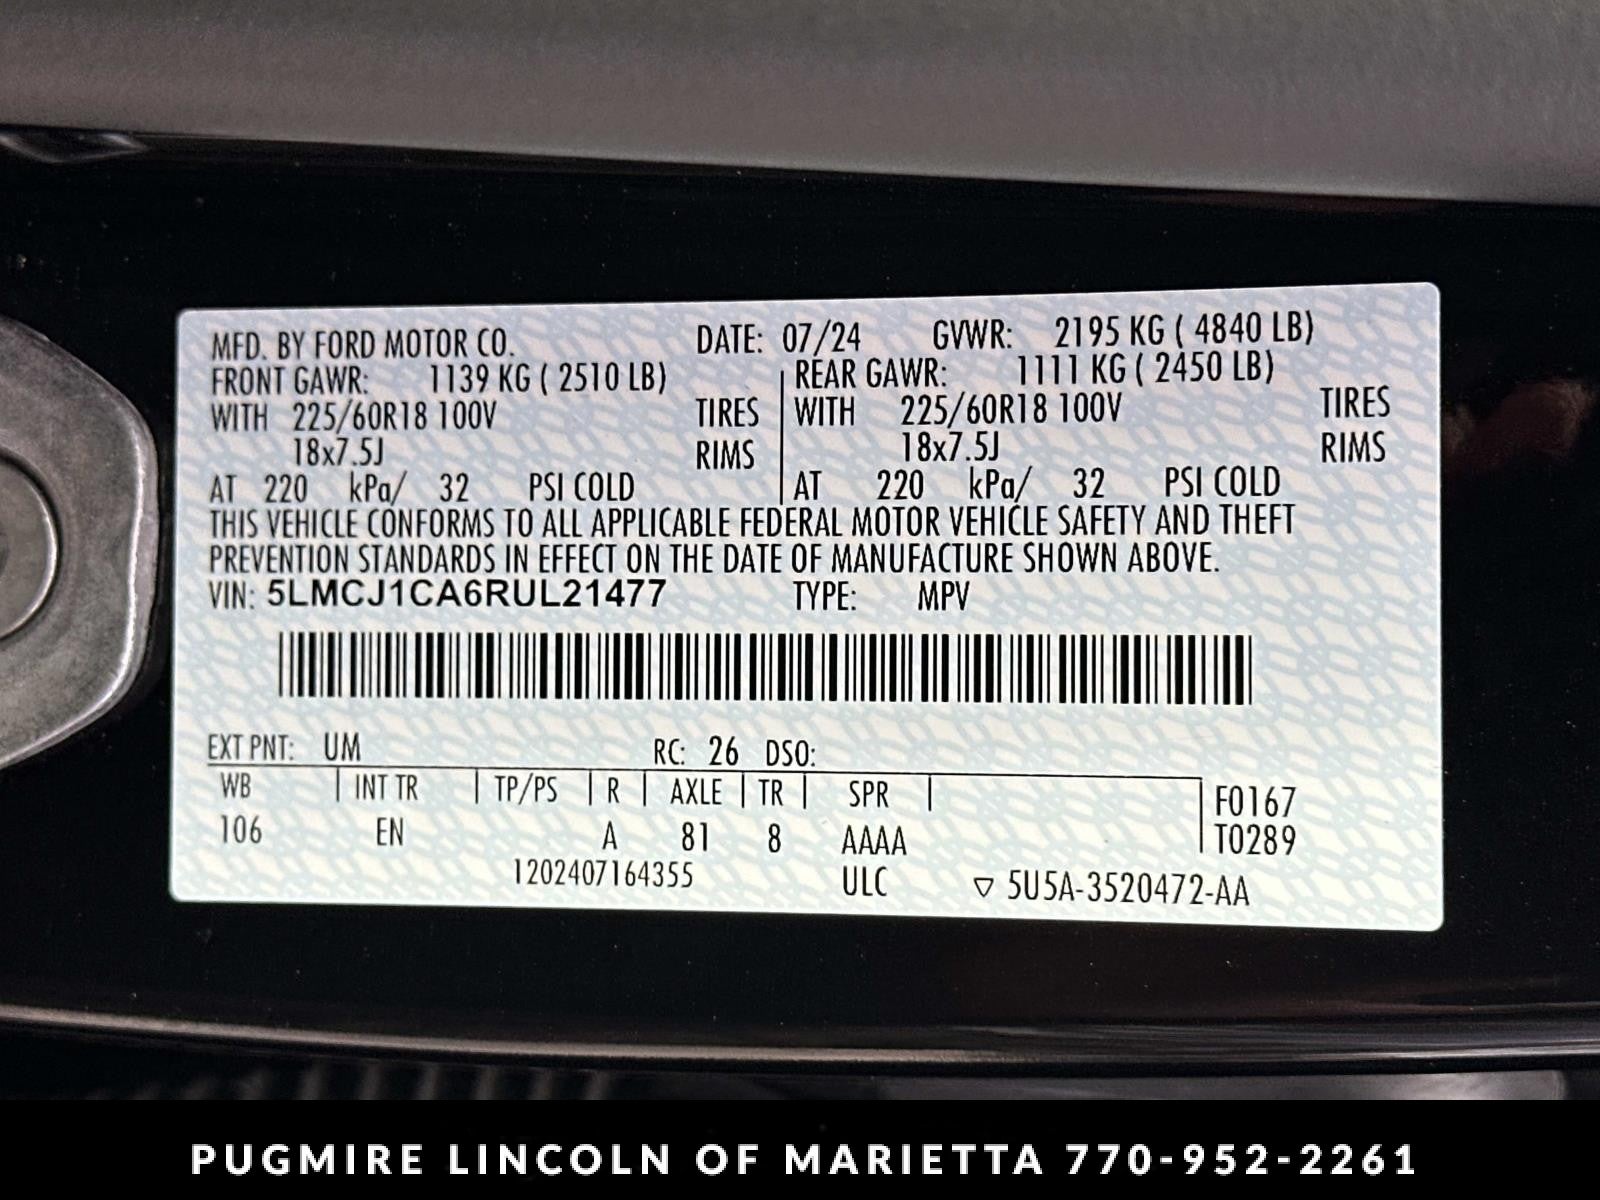 MFD. BY FORD MOTOR CO. DATE: 07/24 GVWR: 2195 KG ( 4840 LB)
FRONT GAWR: 1139 KG ( 2510 LB) REAR GAWR: 1111 KG ( 2450 LB)
WITH 225/60R18 100V TIRES WITH 225/60R18 100V TIRES
18x7.5J RIMS 18x7.5J RIMS
AT 220 kPa/ 32 PSI COLD AT 220 kPa/ 32 PSI COLD
THIS VEHICLE CONFORMS TO ALL APPLICABLE FEDERAL MOTOR VEHICLE SAFETY AND THEFT
PREVENTION STANDARDS IN EFFECT ON THE DATE OF MANUFACTURE SHOWN ABOVE.
VIN: 5LMCJ1CA6RUL21477 TYPE: MPV
EXT PNT: UM RC: 26 DSO:
WB INT TR TP/PS R AXLE TR SPR F0167
106 EN A 81 8 AAAA T0289
1202407164355 ULC ▽ 5U5A-3520472-AA
PUGMIRE LINCOLN OF MARIETTA 770-952-2261